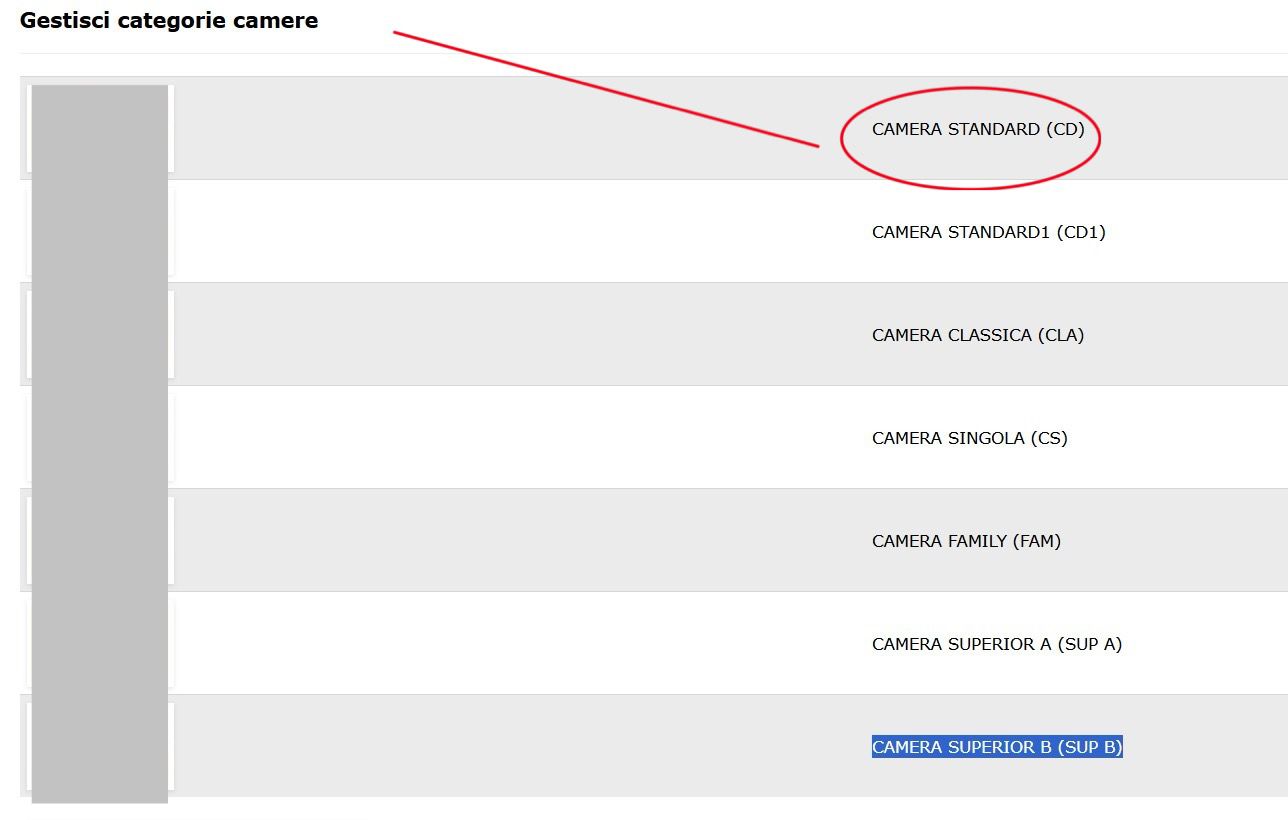 Gestisci categorie camere
CAMERA STANDARD (CD)
CAMERA STANDARD1 (CD1)
CAMERA CLASSICA (CLA)
CAMERA SINGOLA (CS)
CAMERA FAMILY (FAM)
CAMERA SUPERIOR A (SUP A)
CAMERA SUPERIOR B (SUP B)